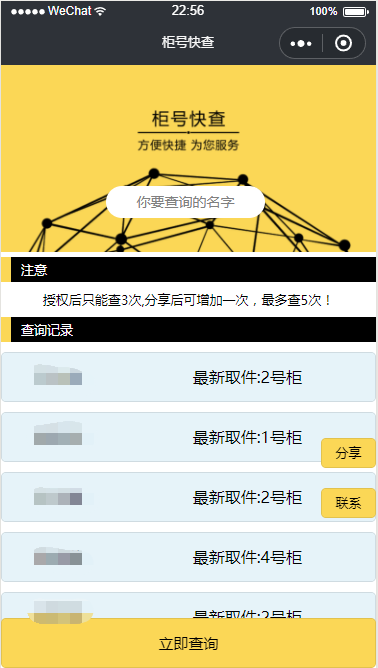 WeChat 22:56 100%
柜号快查
柜号快查
方便快捷 为您服务
你要查询的名字
注意
授权后只能查3次,分享后可增加一次，最多查5次！
查询记录
最新取件:2号柜
最新取件:1号柜
分享
最新取件:2号柜
联系
最新取件:4号柜
最新取件:2号柜
立即查询